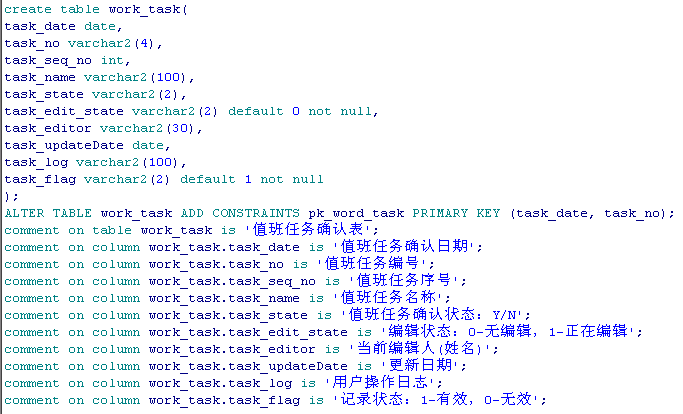 create table work_task(
task_date date,
task_no varchar2(4),
task_seq_no int,
task_name varchar2(100),
task_state varchar2(2),
task_edit_state varchar2(2) default 0 not null,
task_editor varchar2(30),
task_updateDate date,
task_log varchar2(100),
task_flag varchar2(2) default 1 not null
);
ALTER TABLE work_task ADD CONSTRAINTS pk_word_task PRIMARY KEY (task_date, task_no);
comment on table work_task is '值班任务确认表';
comment on column work_task.task_date is '值班任务确认日期';
comment on column work_task.task_no is '值班任务编号';
comment on column work_task.task_seq_no is '值班任务序号';
comment on column work_task.task_name is '值班任务名称';
comment on column work_task.task_state is '值班任务确认状态：Y/N';
comment on column work_task.task_edit_state is '编辑状态：0-无编辑，1-正在编辑';
comment on column work_task.task_editor is '当前编辑人(姓名)';
comment on column work_task.task_updateDate is '更新日期';
comment on column work_task.task_log is '用户操作日志';
comment on column work_task.task_flag is '记录状态：1-有效，0-无效';